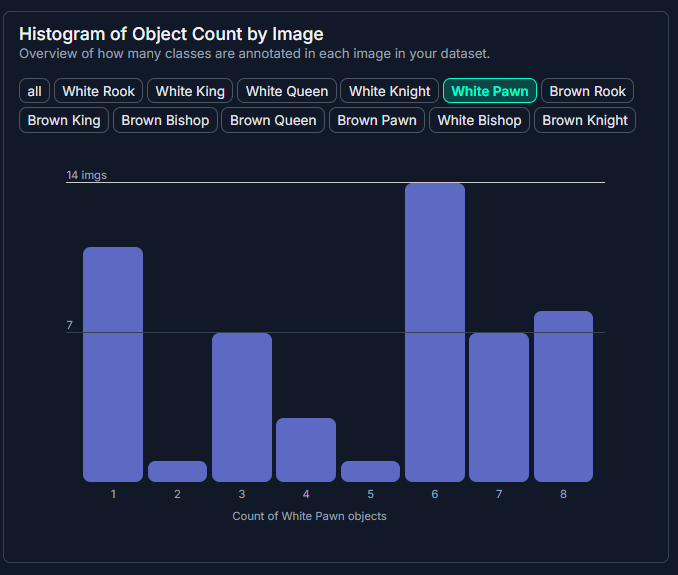 Histogram of Object Count by Image
Overview of how many classes are annotated in each image in your dataset.
all White Rook White King White Queen White Knight White Pawn Brown Rook
Brown King Brown Bishop Brown Queen Brown Pawn White Bishop Brown Knight
14 imgs
7
1 2 3 4 5 6 7 8
Count of White Pawn objects